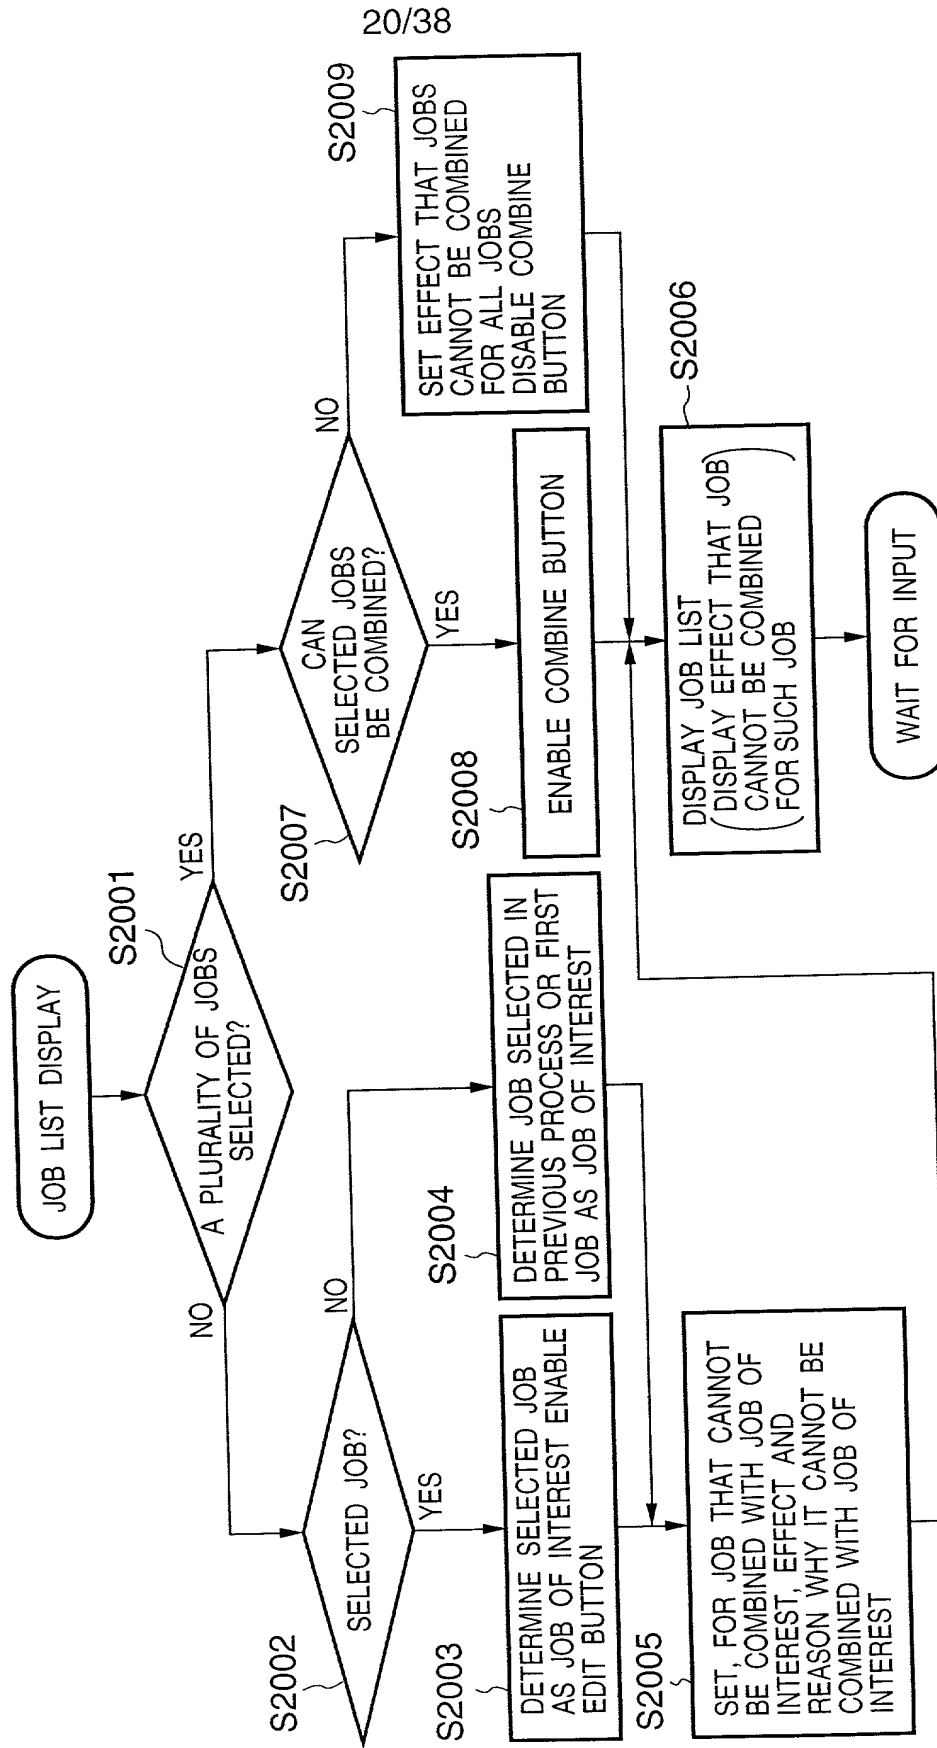 20/38
JOB LIST DISPLAY
S2001
A PLURALITY OF JOBS
SELECTED?
YES
NO
S2002
SELECTED JOB?
NO
YES
S2003
DETERMINE SELECTED JOB
AS JOB OF INTEREST ENABLE
EDIT BUTTON
S2004
DETERMINE JOB SELECTED IN
PREVIOUS PROCESS OR FIRST
JOB AS JOB OF INTEREST
S2005
SET, FOR JOB THAT CANNOT
BE COMBINED WITH JOB OF
INTEREST, EFFECT AND
REASON WHY IT CANNOT BE
COMBINED WITH JOB OF
INTEREST
S2007
CAN
SELECTED JOBS
BE COMBINED?
NO
YES
S2008
ENABLE COMBINE BUTTON
S2009
SET EFFECT THAT JOBS
CANNOT BE COMBINED
FOR ALL JOBS
DISABLE COMBINE
BUTTON
S2006
DISPLAY JOB LIST
(DISPLAY EFFECT THAT JOB
CANNOT BE COMBINED
FOR SUCH JOB)
WAIT FOR INPUT